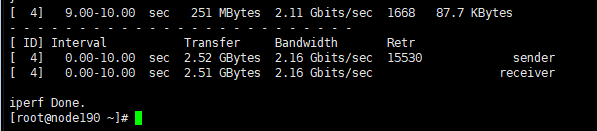 [  4]   9.00-10.00  sec   251 MBytes  2.11 Gbits/sec  1668   87.7 KBytes
- - - - - - - - - - - - - - - - - - - - - - - - -
[ ID] Interval           Transfer     Bandwidth       Retr
[  4]   0.00-10.00  sec  2.52 GBytes  2.16 Gbits/sec  15530             sender
[  4]   0.00-10.00  sec  2.51 GBytes  2.16 Gbits/sec                  receiver
iperf Done.
[root@node190 ~]#